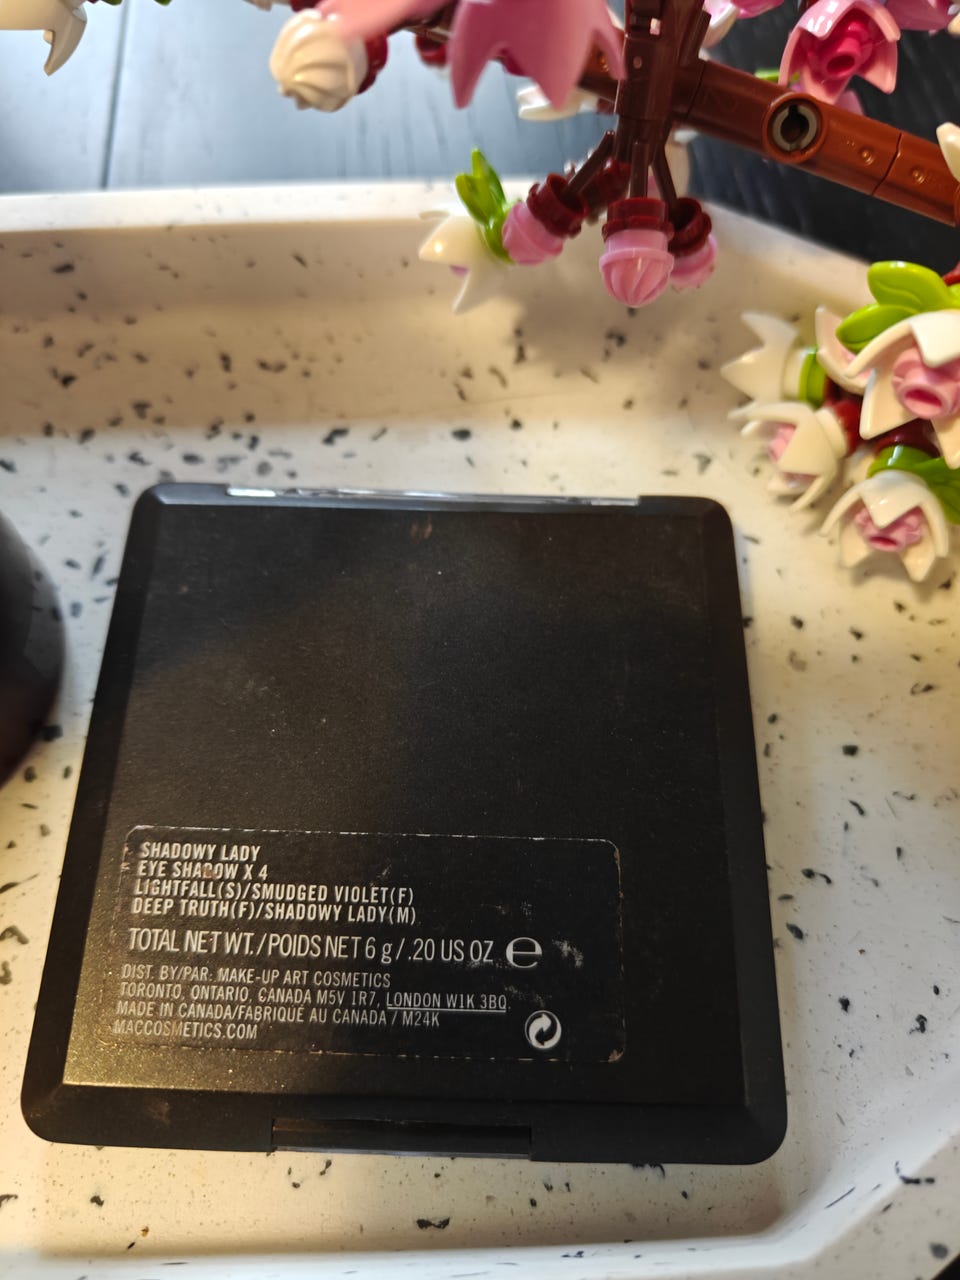 SHADOWY LADY
EYE SHADOW X 4
LIGHTFALL(S)/SMUDGED VIOLET(F)
DEEP TRUTH(F)/SHADOWY LADY(M)
TOTAL NET WT./POIDS NET 6 g/.20 US OZ e
DIST. BY/PAR: MAKE-UP ART COSMETICS
TORONTO, ONTARIO, CANADA M5V 1R7, LONDON W1K 3BQ.
MADE IN CANADA/FABRIQUÉ AU CANADA / M24K
MACCOSMETICS.COM